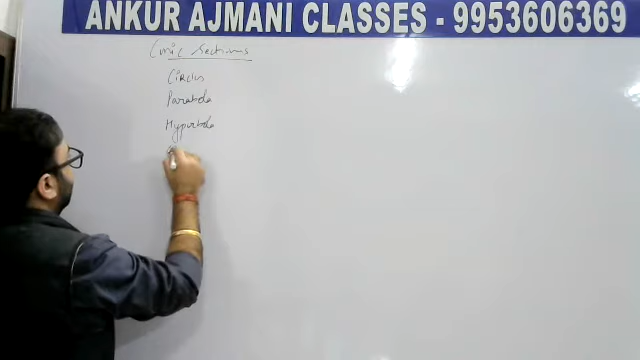 ANKUR AJMANI CLASSES - 9953606369
Conic Sections
Circles
Parabola
Hyperbola